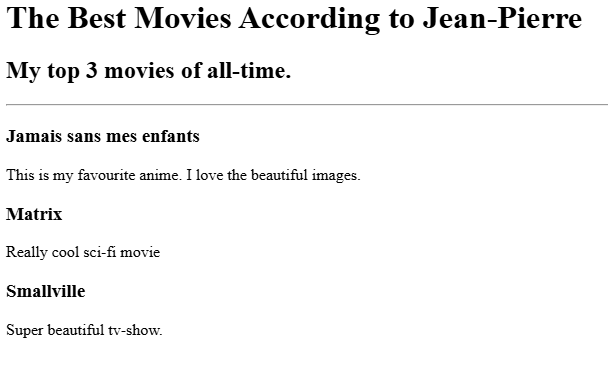 The Best Movies According to Jean-Pierre
My top 3 movies of all-time.
Jamais sans mes enfants
This is my favourite anime. I love the beautiful images.
Matrix
Really cool sci-fi movie
Smallville
Super beautiful tv-show.